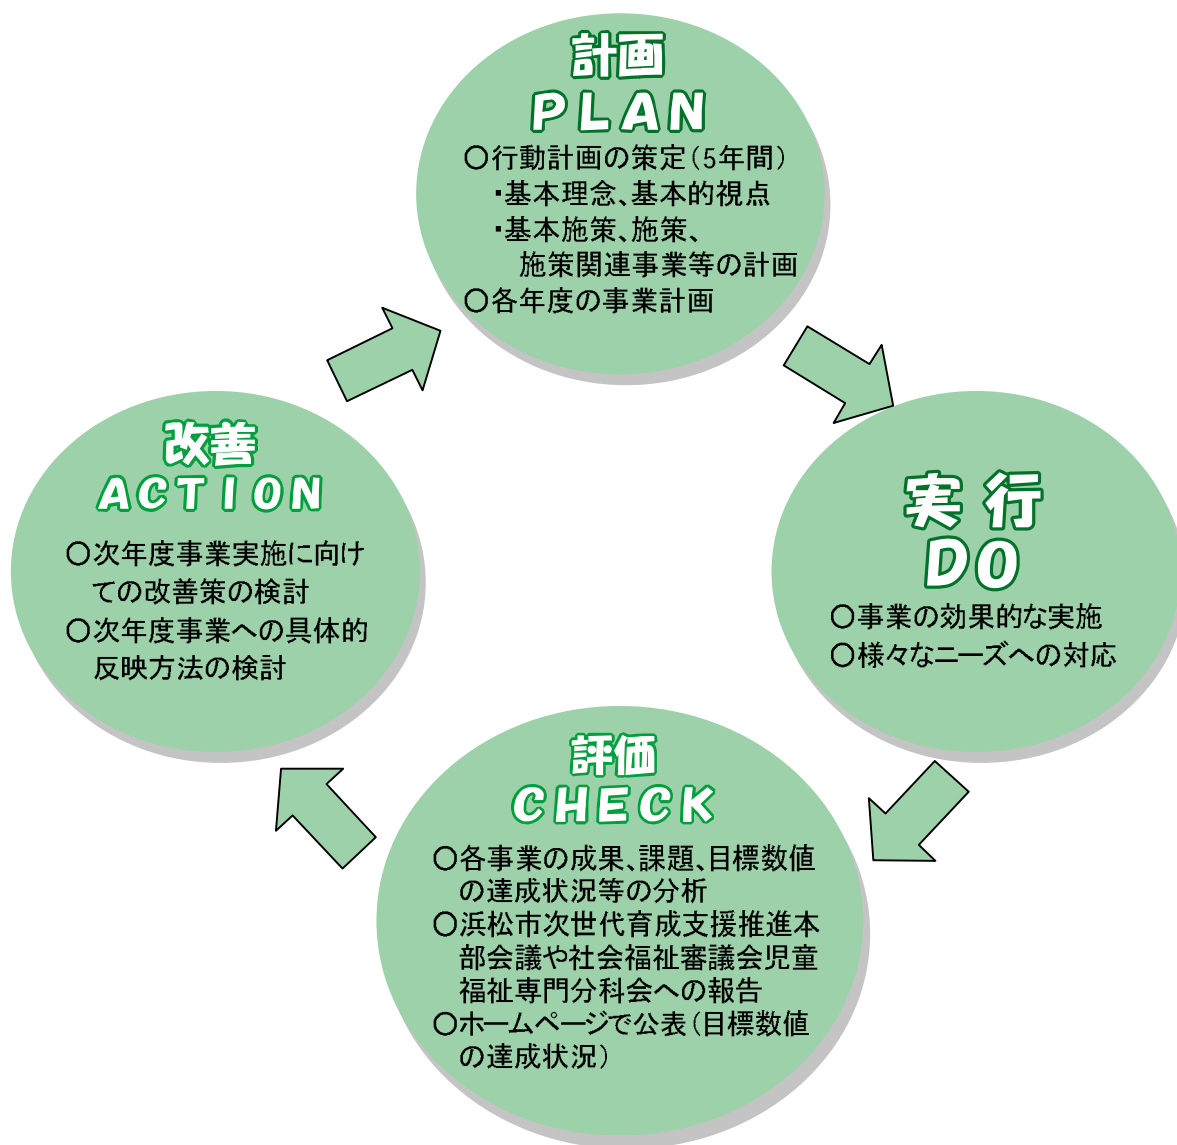 計画
PLAN
○行動計画の策定(5年間)
・基本理念、基本的視点
・基本施策、施策、
施策関連事業等の計画
○各年度の事業計画
実行
DO
○事業の効果的な実施
○様々なニーズへの対応
評価
CHECK
○各事業の成果、課題、目標数値
の達成状況等の分析
○浜松市次世代育成支援推進本
部会議や社会福祉審議会児童
福祉専門分科会への報告
○ホームページで公表(目標数値
の達成状況)
改善
ACTION
○次年度事業実施に向け
ての改善策の検討
○次年度事業への具体的
反映方法の検討